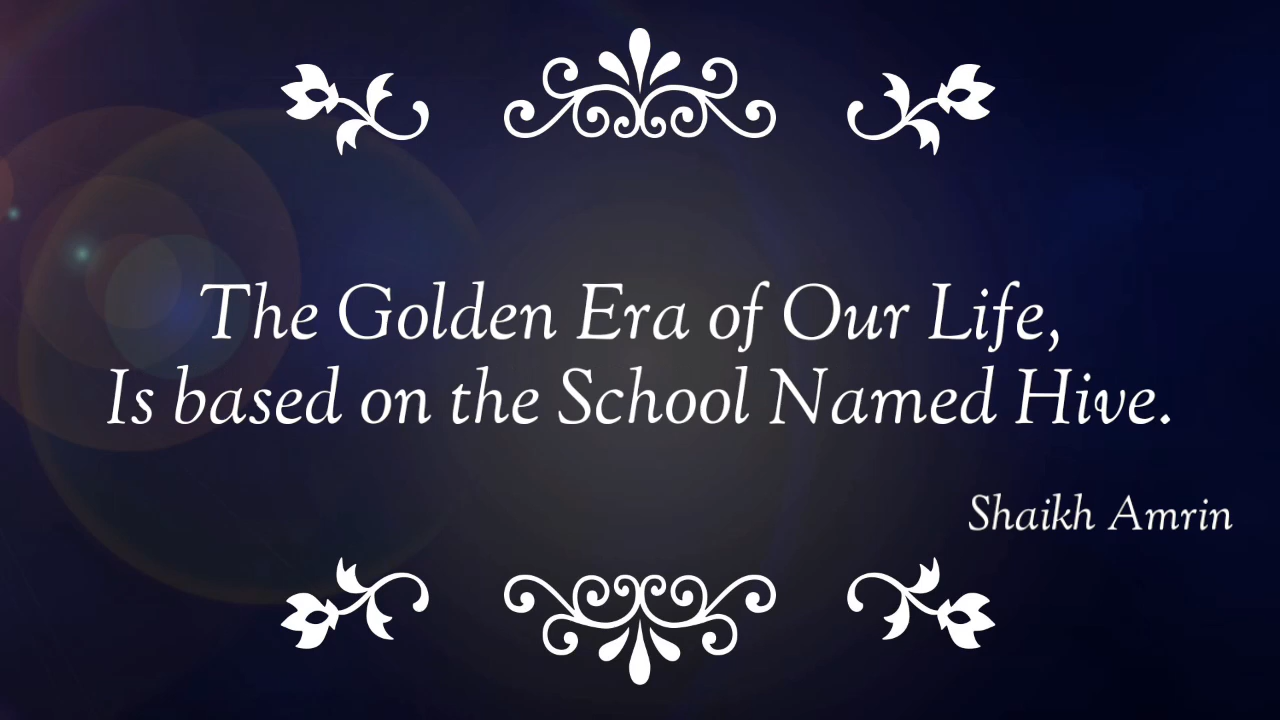 The Golden Era of Our Life,
Is based on the School Named Hive.
Shaikh Amrin